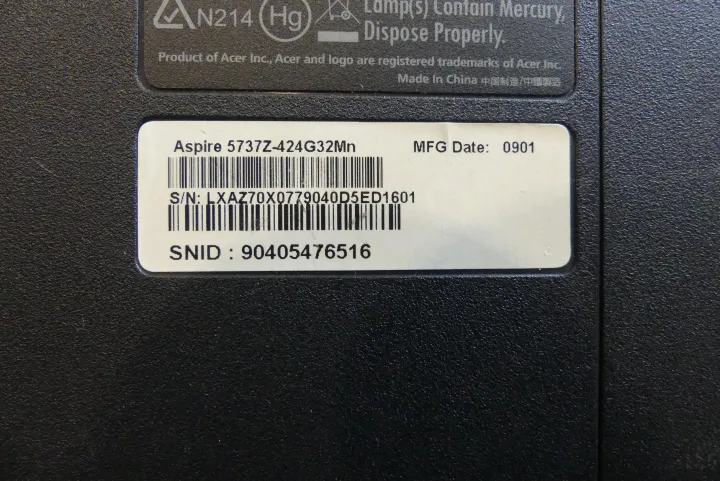 Lamp(s) Contain Mercury,
N214 Hg Dispose Properly.
Product of Acer Inc., Acer and logo are registered trademarks of Acer Inc.
Made In China 中国制造/中國製造
Aspire 5737Z-424G32Mn MFG Date: 0901
S/N: LXAZ70X0779040D5ED1601
SNID : 90405476516